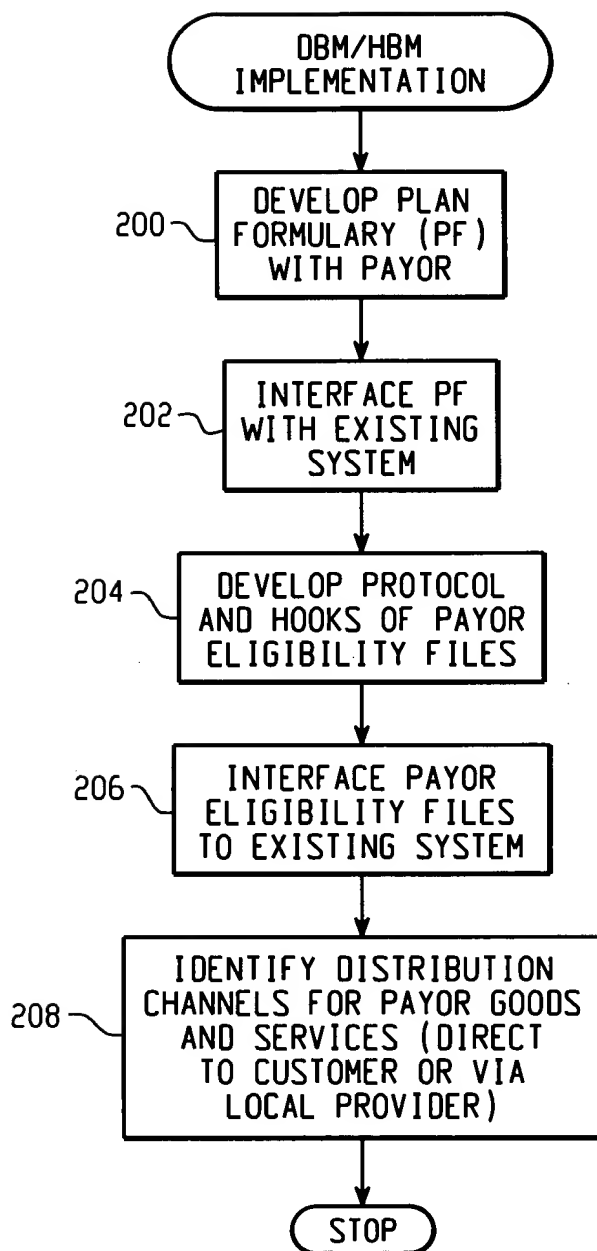 DBM/HBM
IMPLEMENTATION
200
DEVELOP PLAN
FORMULARY (PF)
WITH PAYOR
202
INTERFACE PF
WITH EXISTING
SYSTEM
204
DEVELOP PROTOCOL
AND HOOKS OF PAYOR
ELIGIBILITY FILES
206
INTERFACE PAYOR
ELIGIBILITY FILES
TO EXISTING SYSTEM
208
IDENTIFY DISTRIBUTION
CHANNELS FOR PAYOR GOODS
AND SERVICES (DIRECT
TO CUSTOMER OR VIA
LOCAL PROVIDER)
STOP